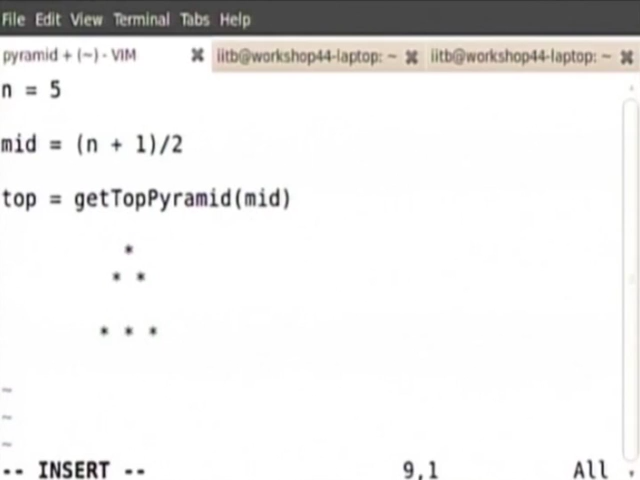 File Edit View Terminal Tabs Help
pyramid + (~) - VIM iitb@workshop44-laptop: ~ iitb@workshop44-laptop: ~
n = 5
mid = (n + 1)/2
top = getTopPyramid(mid)
*
* *
* * *
~
~
~
-- INSERT -- 9,1 All